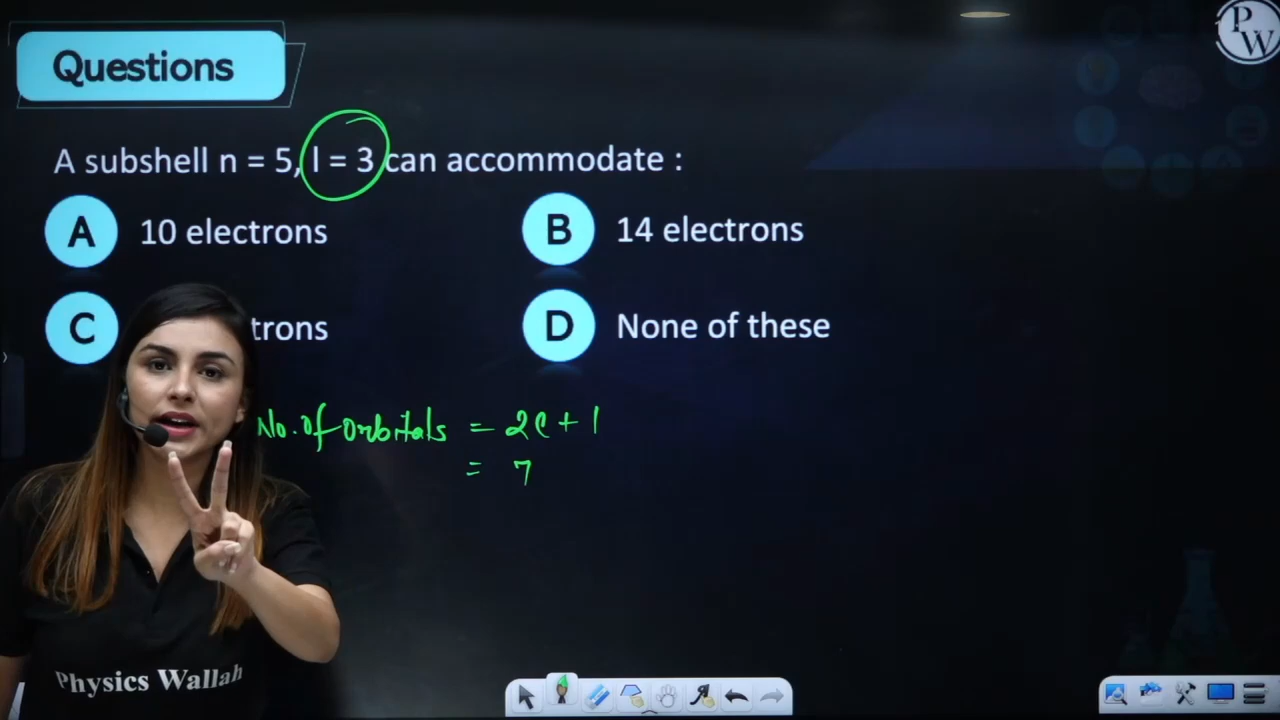 Questions
PW
A subshell n = 5, l = 3 can accommodate :
A 10 electrons
B 14 electrons
C trons
D None of these
No. of orbitals = 2l + 1
= 7
Physics Wallah